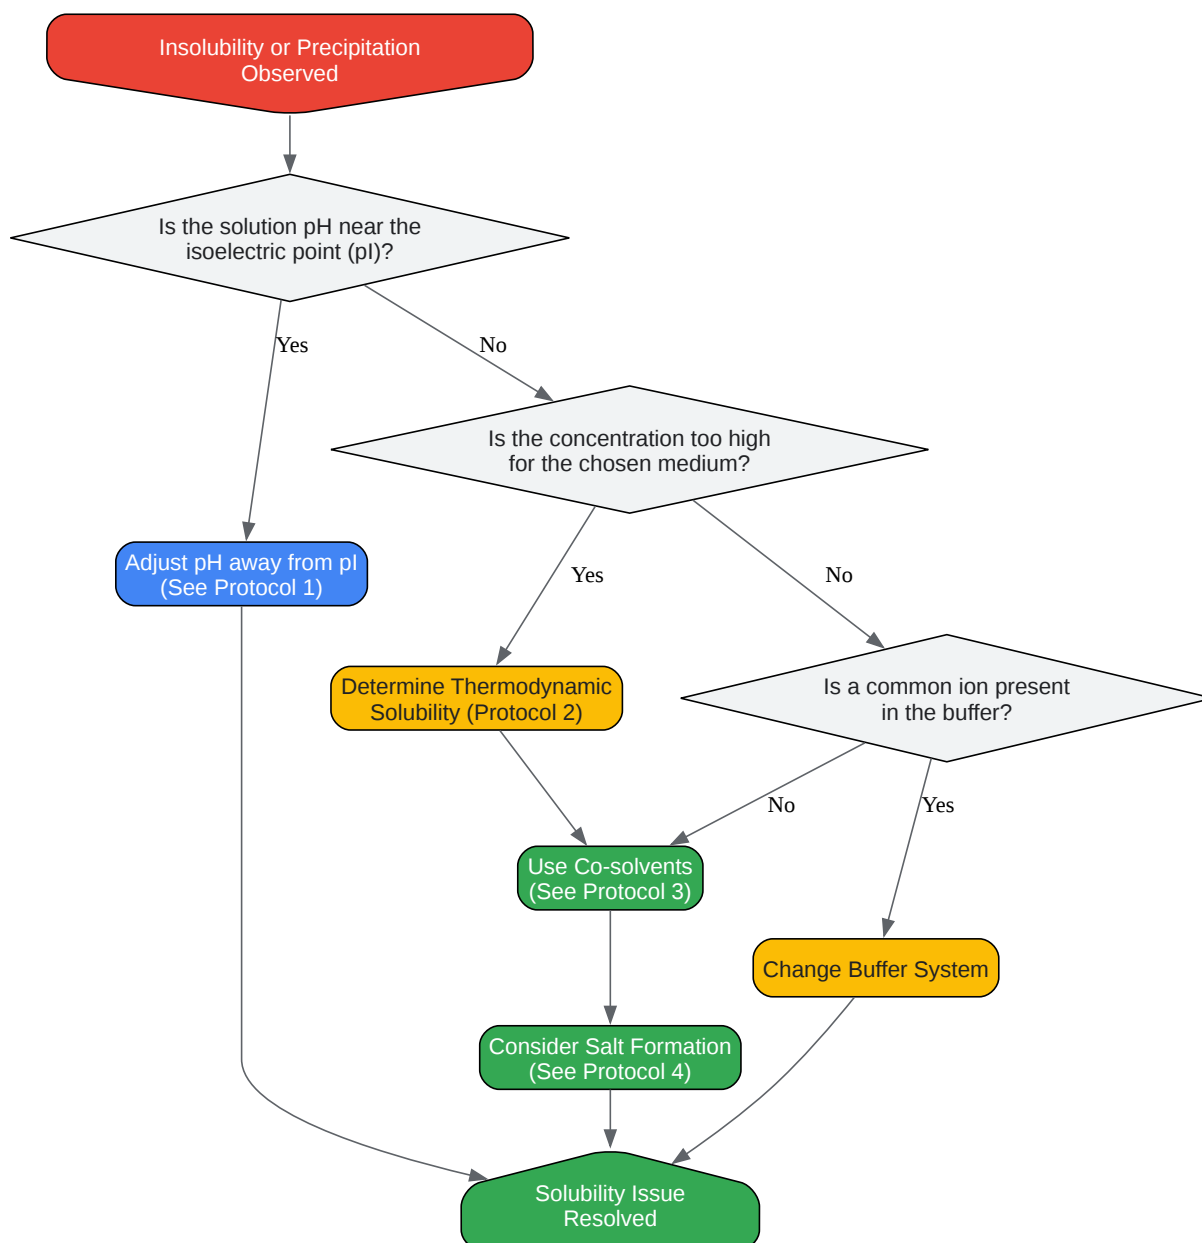 Insolubility or Precipitation
Observed
Is the solution pH near the
isoelectric point (pI)?
Yes
No
Is the concentration too high
for the chosen medium?
Adjust pH away from pI
(See Protocol 1)
Yes
No
Determine Thermodynamic
Solubility (Protocol 2)
Is a common ion present
in the buffer?
No
Yes
Use Co-solvents
(See Protocol 3)
Change Buffer System
Consider Salt Formation
(See Protocol 4)
Solubility Issue
Resolved